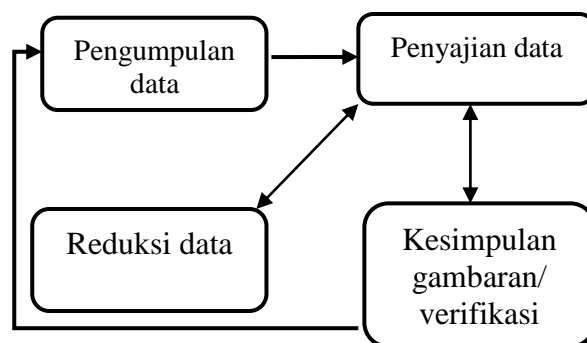 Pengumpulan
data
Penyajian data
Reduksi data
Kesimpulan
gambaran/
verifikasi